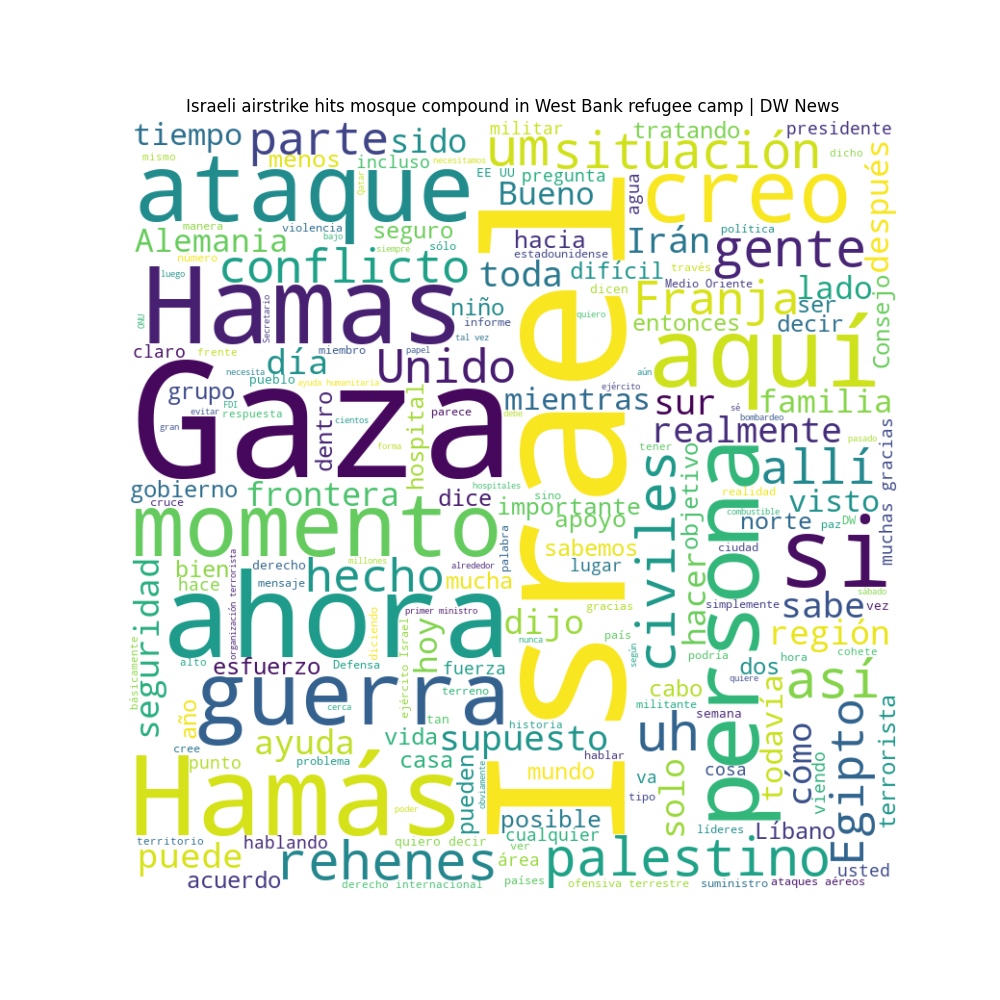 Israeli airstrike hits mosque compound in West Bank refugee camp | DW News
tiempo
parte
sido
militar
um
situación
tratando
presidente
mismo
menos
incluso
necesitamos
EE UU
pregunta
dicho
después
ataque
Qatar
Bueno
agua
creo
manera
violencia
bajo
seguro
Alemania
siempre
sólo
hacia
estadounidense
Irán
política
gente
número
luego
conflicto
toda
difícil
través
Medio Oriente
lado
Hamas
Secretario
niño
informe
dicen
quiero
Franja
ser
Consejo
ONU
tal vez
entonces
decir
claro
frente
miembro
papel
día
Unido
Israel
aquí
necesita
pueblo
ayuda humanitaria
aún
ejército
grupo
Gaza
FDI
evitar
respuesta
gran
cientos
dentro
hospital
parece
mientras
debe
sur
sé
bombardeo
familia
realmente
forma
tener
pasado
muchas gracias
gobierno
cruce
frontera
dice
hospitales
sino
importante
apoyo
civiles
objetivo
persona
allí
realidad
visto
combustible
norte
paz
DW
momento
palabra
sabemos
ciudad
si
seguridad
bien
hace
organización terrorista
derecho
mensaje
millones
hecho
alrededor
mucha
lugar
sábado
ahora
primer ministro
gracias
hacer
simplemente
sabe
vez
diciendo
ejército Israel
hoy
dijo
nunca
país
según
podría
hora
región
cohete
básicamente
alto
esfuerzo
Defensa
fuerza
dos
quiere
así
guerra
terreno
cabo
todavía
año
cerca
tan
historia
militante
semana
uh
cómo
Egipto
terrorista
cree
punto
ayuda
problema
vida
casa
supuesto
hablar
Hamás
pueden
obviamente
mundo
va
tipo
solo
cosa
viendo
poder
posible
cualquier
líderes
Líbano
territorio
hablando
quiero decir
ver
puede
rehenes
área
palestino
usted
acuerdo
derecho internacional
países
ofensiva terrestre
suministro
ataques aéreos